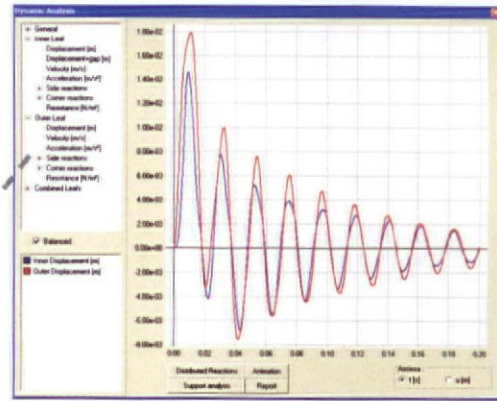 Dynamic Analysis
General
Inner Leaf
Displacement [m]
Displacement+gap [m]
Velocity [m/s]
Acceleration [m/s²]
Side reactions
Corner reactions
Resistance [N/m²]
Outer Leaf
Displacement [m]
Velocity [m/s]
Acceleration [m/s²]
Side reactions
Corner reactions
Resistance [N/m²]
Combined Leafs
Balanced
Inner Displacement [m]
Outer Displacement [m]
1.80e-02
1.60e-02
1.40e-02
1.20e-02
1.00e-02
8.00e-03
6.00e-03
4.00e-03
2.00e-03
0.00e+00
-2.00e-03
-4.00e-03
-6.00e-03
-8.00e-03
0.00 0.02 0.04 0.06 0.08 0.10 0.12 0.14 0.16 0.18 0.20
Distributed Reactions Animation
Support analysis Report
t [s] u [m]